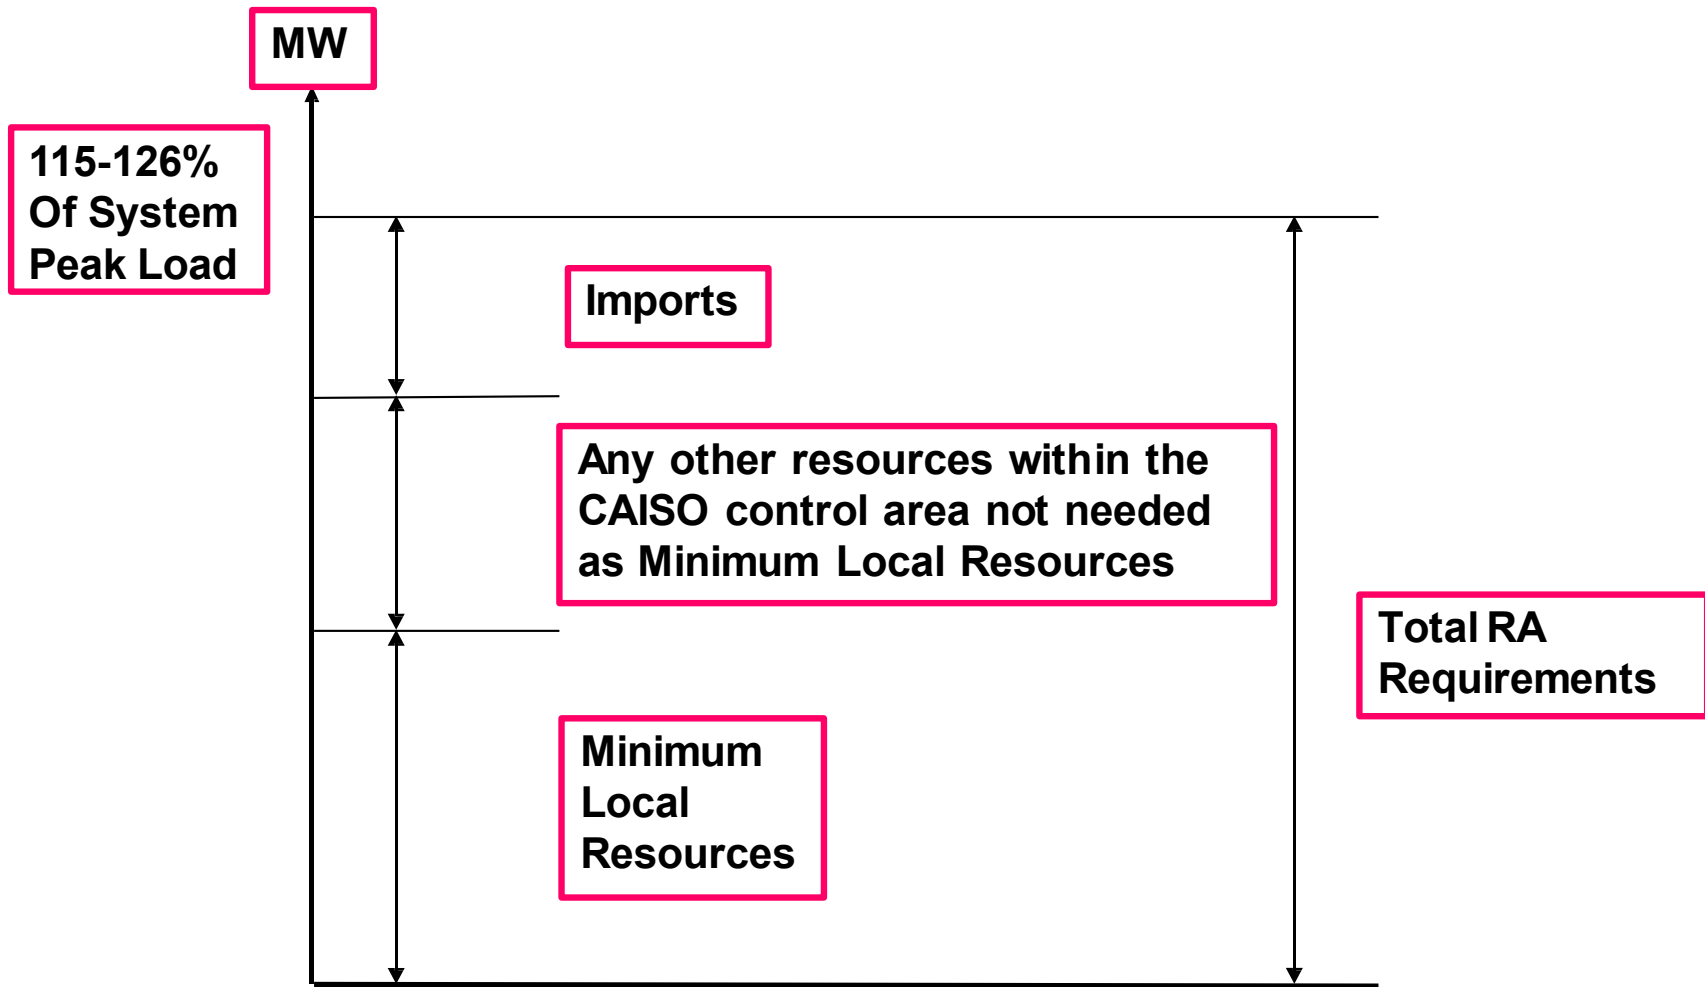 MW
115-126%
Of System
Peak Load
Imports
Any other resources within the
CAISO control area not needed
as Minimum Local Resources
Total RA
Requirements
Minimum
Local
Resources